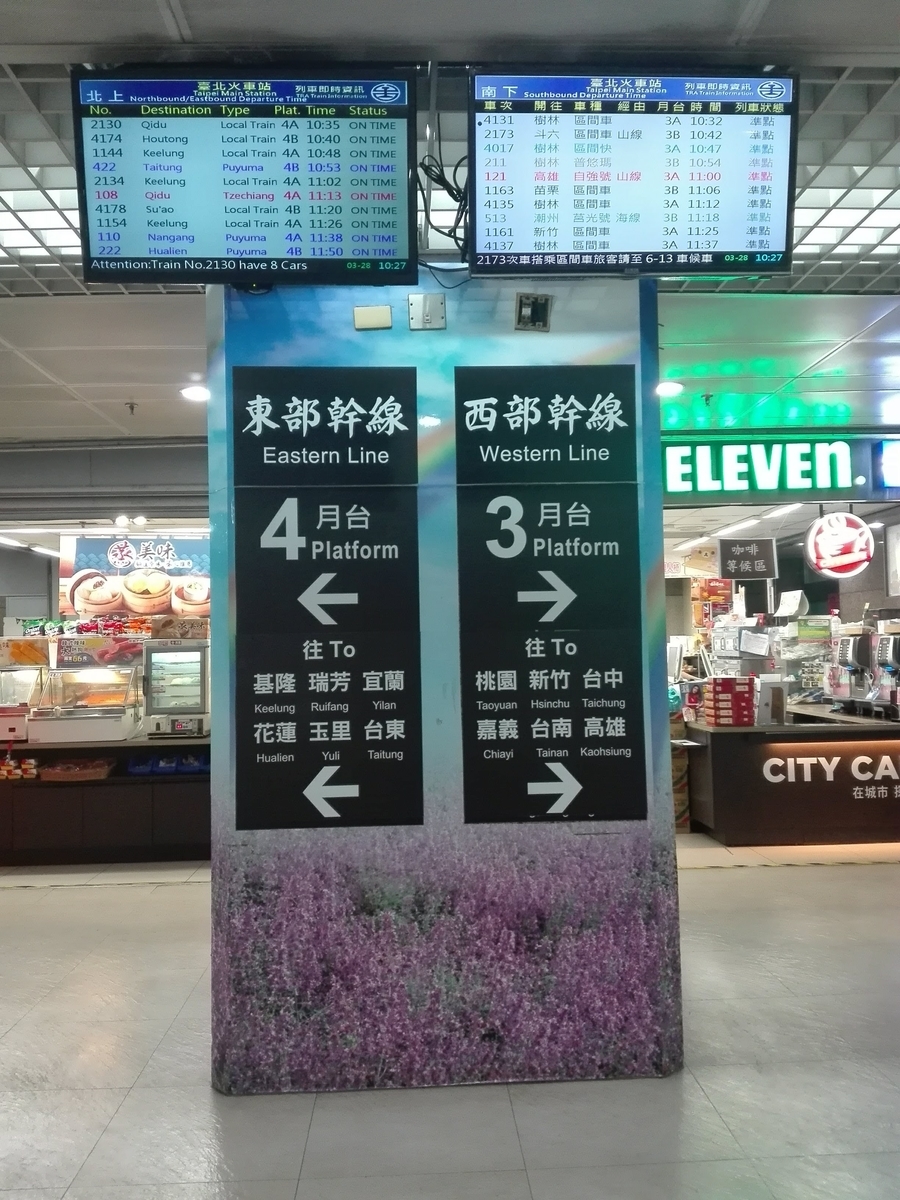 北上 臺北火車站 列車即時資訊
Northbound/Eastbound Departure Time Taipei Main Station TRA Train Information
No. Destination Type Plat. Time Status
2130 Qidu Local Train 4A 10:35 ON TIME
4174 Houtong Local Train 4B 10:40 ON TIME
1144 Keelung Local Train 4A 10:48 ON TIME
422 Taitung Puyuma 4B 10:53 ON TIME
2134 Keelung Local Train 4A 11:02 ON TIME
108 Qidu Tzechiang 4A 11:13 ON TIME
4178 Su'ao Local Train 4B 11:20 ON TIME
1154 Keelung Local Train 4A 11:26 ON TIME
110 Nangang Puyuma 4A 11:38 ON TIME
222 Hualien Puyuma 4B 11:50 ON TIME
Attention:Train No.2130 have 8 Cars 03-28 10:27
南下 臺北火車站 列車即時資訊
Southbound Departure Time Taipei Main Station TRA Train Information
車次 開往 車種 經由 月台 時間 列車狀態
4131 樹林 區間車 3A 10:32 準點
2173 斗六 區間車 山線 3B 10:42 準點
4017 樹林 區間快 3A 10:47 準點
211 樹林 普悠瑪 3B 10:54 準點
121 高雄 自強號 山線 3A 11:00 準點
1163 苗栗 區間車 3B 11:06 準點
4135 樹林 區間車 3A 11:12 準點
513 潮州 莒光號 海線 3B 11:18 準點
1161 新竹 區間車 3A 11:25 準點
4137 樹林 區間車 3A 11:37 準點
2173次車搭乘區間車旅客請至 6-13 車候車 03-28 10:27
東部幹線
Eastern Line
4 月台
Platform
往 To
基隆 瑞芳 宜蘭
Keelung Ruifang Yilan
花蓮 玉里 台東
Hualien Yuli Taitung
西部幹線
Western Line
3 月台
Platform
往 To
桃園 新竹 台中
Taoyuan Hsinchu Taichung
嘉義 台南 高雄
Chiayi Tainan Kaohsiung
ELEVEn
蒸美味
咖啡
等候區
CITY CA
在城市